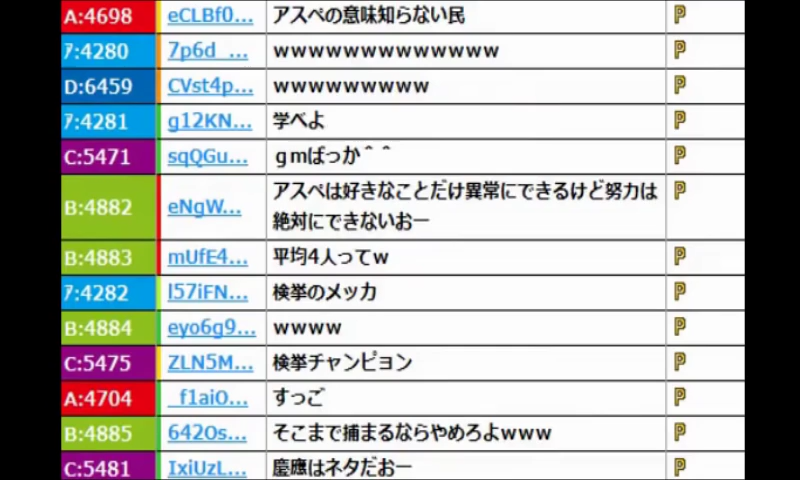 A:4698 eCLBf0... アスペの意味知らない民 P
ｱ:4280 7p6d_... wwwwwwwwwwwww P
D:6459 CVst4p... wwwwwwwww P
ｱ:4281 g12KN... 学べよ P
C:5471 sqQGu... gmばっか＾＾ P
B:4882 eNgW... アスペは好きなことだけ異常にできるけど努力は P
絶対にできないおー
B:4883 mUfE4... 平均4人ってw P
ｱ:4282 l57iFN... 検挙のメッカ P
B:4884 eyo6g9... wwww P
C:5475 ZLN5M... 検挙チャンピョン P
A:4704 _f1aiO... すっご P
B:4885 642Os... そこまで捕まるならやめろよwww P
C:5481 IxiUzL... 慶應はネタだおー P